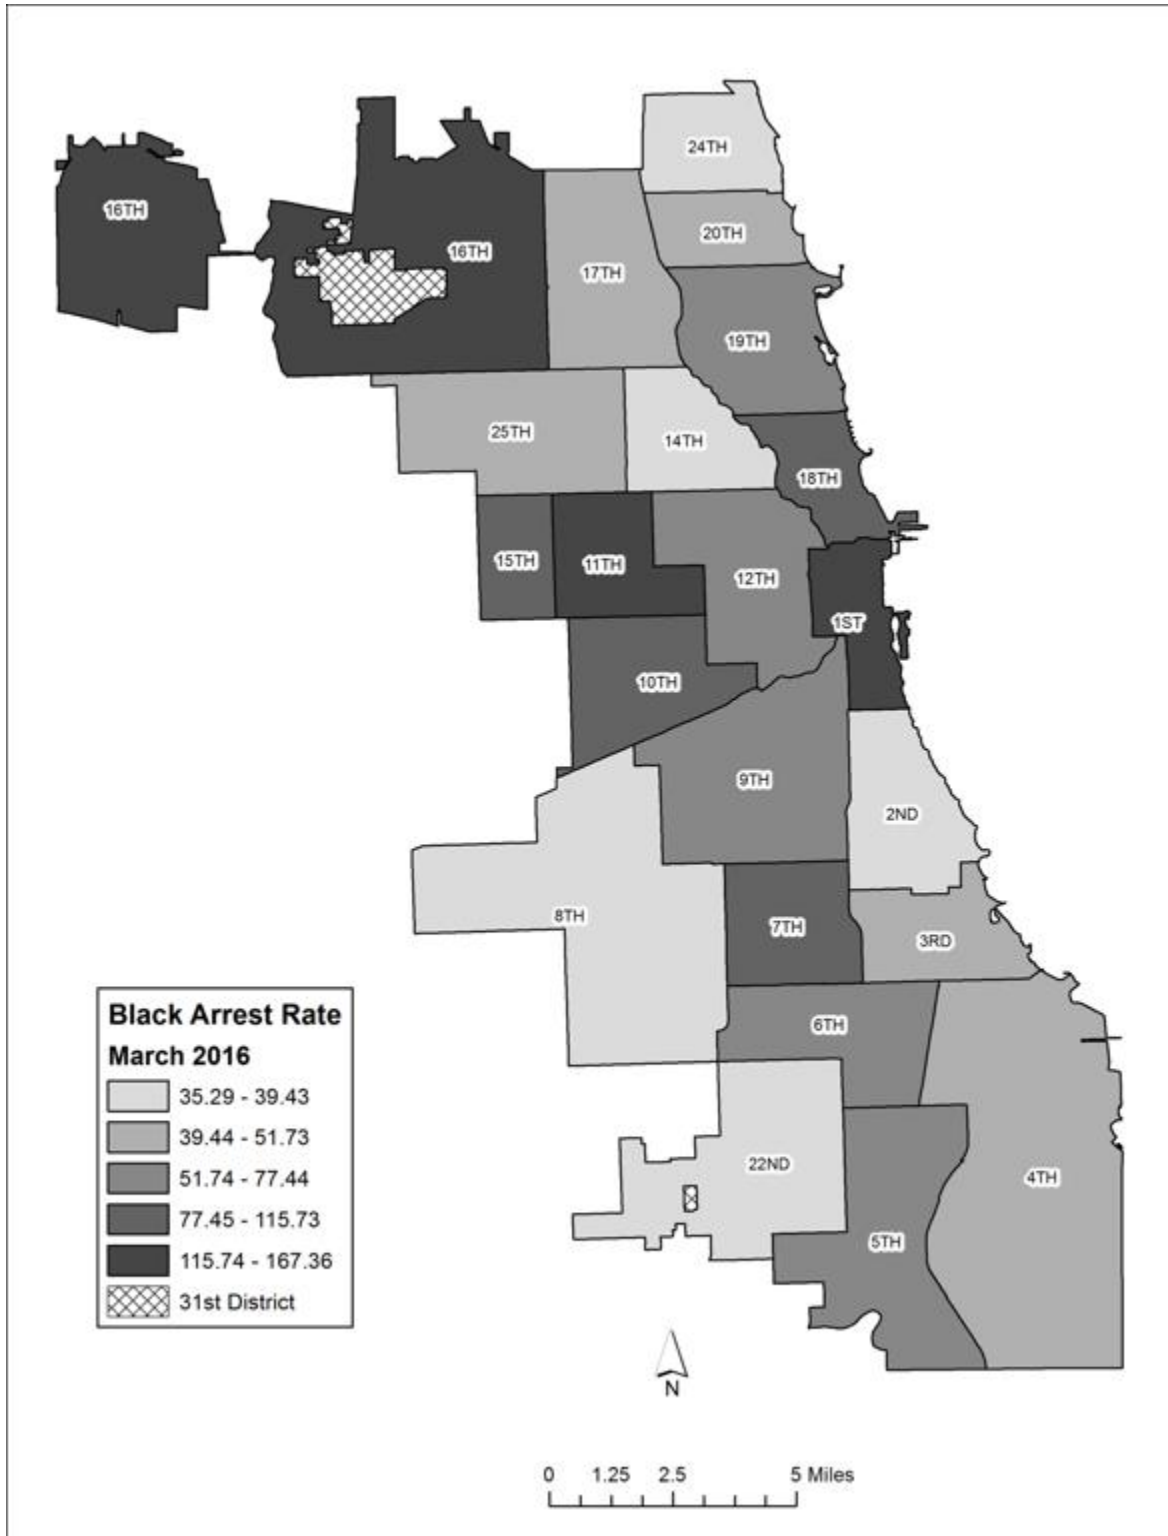 24TH
16TH
20TH
16TH
17TH
19TH
25TH
14TH
18TH
15TH
11TH
12TH
1ST
10TH
9TH
2ND
8TH
7TH
3RD
6TH
22ND
4TH
5TH
Black Arrest Rate
March 2016
35.29 - 39.43
39.44 - 51.73
51.74 - 77.44
77.45 - 115.73
115.74 - 167.36
31st District
N
0 1.25 2.5 5 Miles